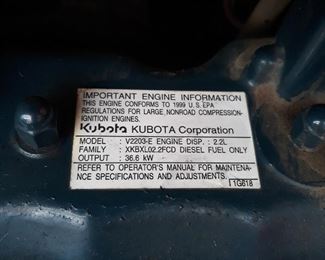 IMPORTANT ENGINE INFORMATION
THIS ENGINE CONFORMS TO 1999 U.S. EPA
REGULATIONS FOR LARGE, NONROAD COMPRESSION-
IGNITION ENGINES.
Kubota KUBOTA Corporation
MODEL : V2203-E ENGINE DISP. : 2.2L
FAMILY : XKBXL02.2FCD DIESEL FUEL ONLY
OUTPUT : 36.6 kW
REFER TO OPERATOR'S MANUAL FOR MAINTENA-
NCE SPECIFICATIONS AND ADJUSTMENTS.
11G618